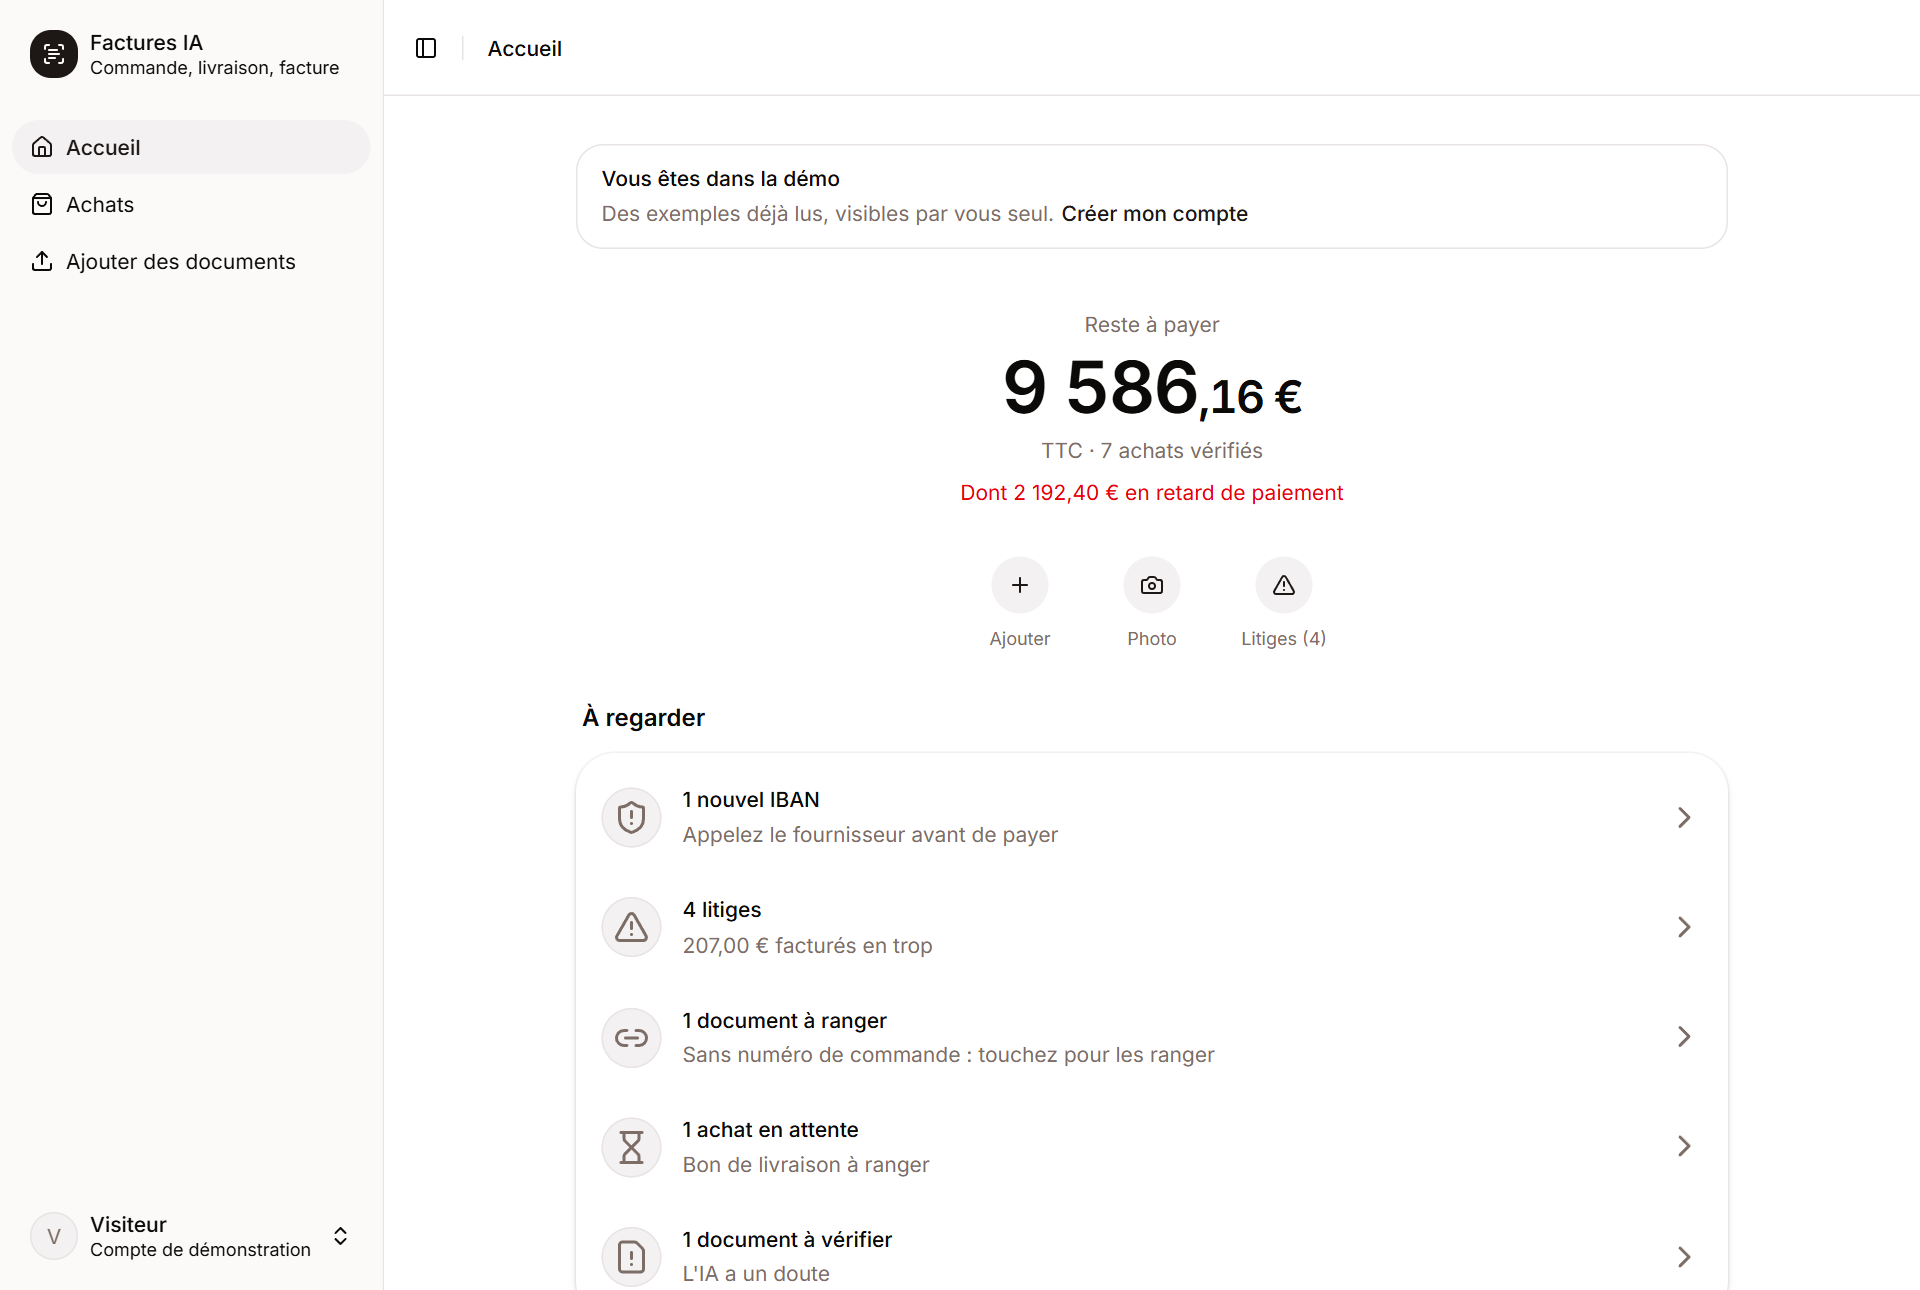 Factures IA
Commande, livraison, facture
Accueil
Achats
Ajouter des documents
Visiteur
V
Compte de démonstration
Accueil
Vous êtes dans la démo
Des exemples déjà lus, visibles par vous seul. Créer mon compte
Reste à payer
9 586,16 €
TTC · 7 achats vérifiés
Dont 2 192,40 € en retard de paiement
Ajouter
Photo
Litiges (4)
À regarder
1 nouvel IBAN
Appelez le fournisseur avant de payer
4 litiges
207,00 € facturés en trop
1 document à ranger
Sans numéro de commande : touchez pour les ranger
1 achat en attente
Bon de livraison à ranger
1 document à vérifier
L'IA a un doute